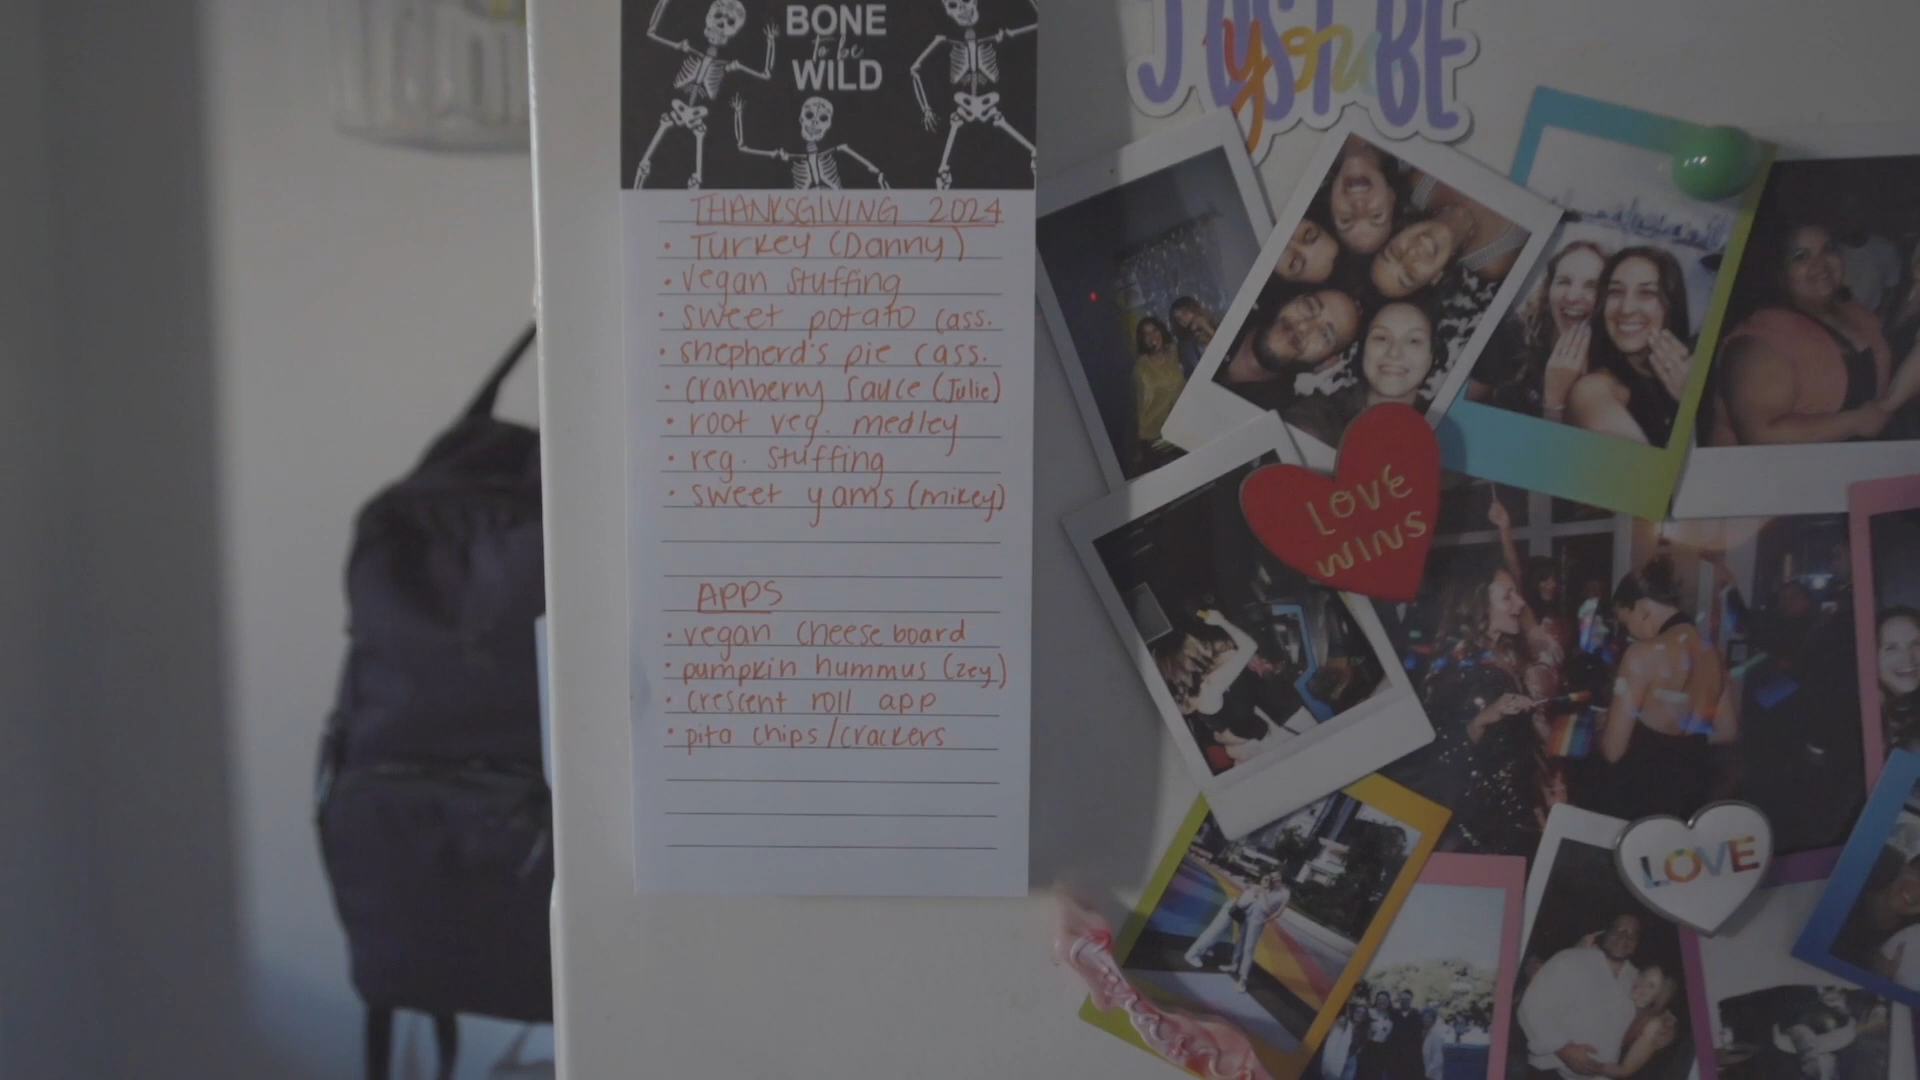 BONE
to be
WILD
THANKSGIVING 2024
• Turkey (Danny)
• vegan stuffing
• sweet potato cass.
• shepherd's pie cass.
• cranberry sauce (Julie)
• root veg. medley
• reg. stuffing
• sweet yams (mikey)
APPS
• vegan cheese board
• pumpkin hummus (zey)
• crescent roll app
• pita chips/crackers
JUST BE
you
LOVE
WINS
LOVE